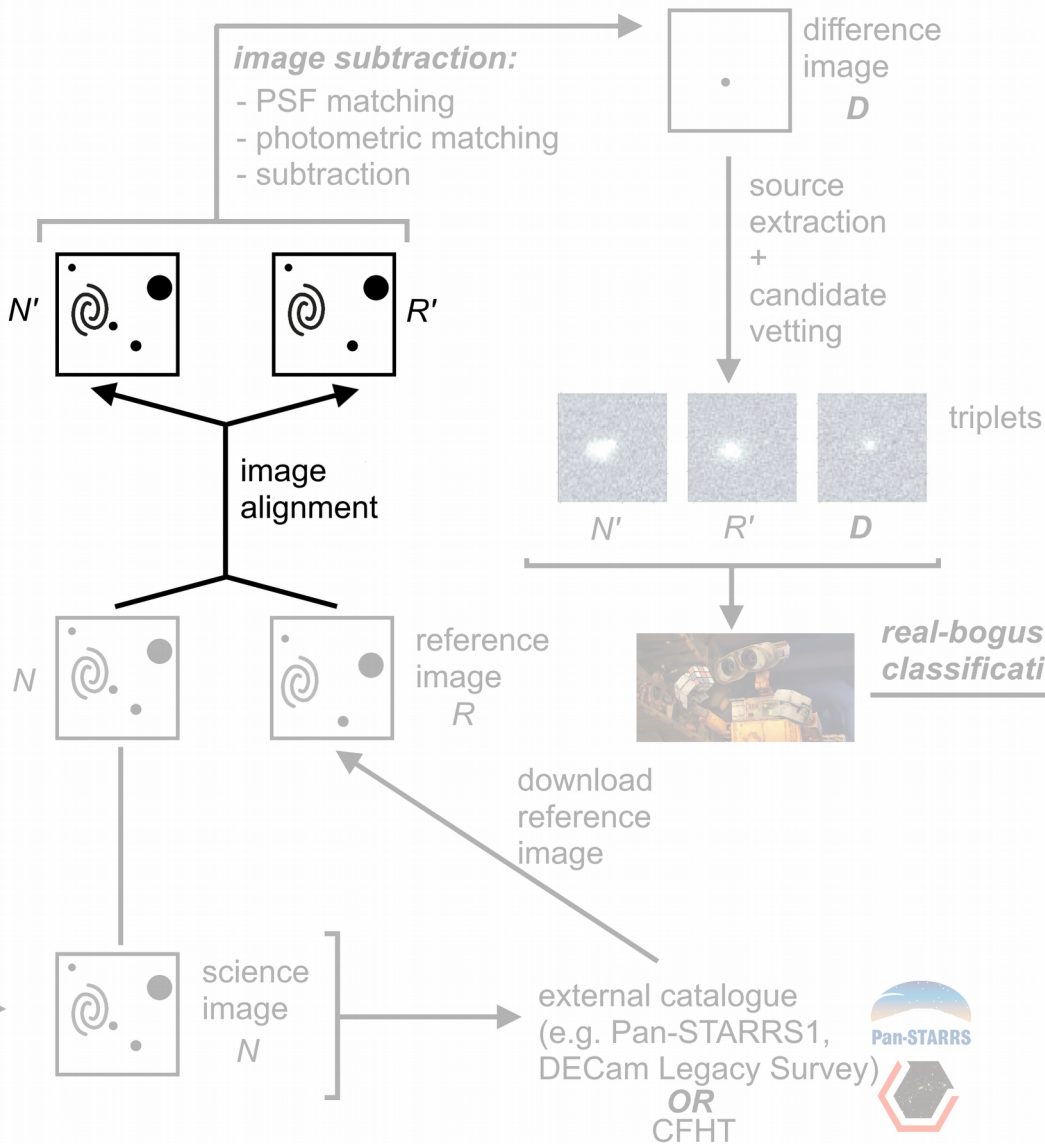 image subtraction:
- PSF matching
- photometric matching
- subtraction
difference
image
D
source
extraction
+
candidate
vetting
N'
R'
triplets
N'
R'
D
image
alignment
N
reference
image
R
real-bogus
classificati
download
reference
image
science
image
N
external catalogue
(e.g. Pan-STARRS1,
DECam Legacy Survey)
OR
CFHT
Pan-STARRS